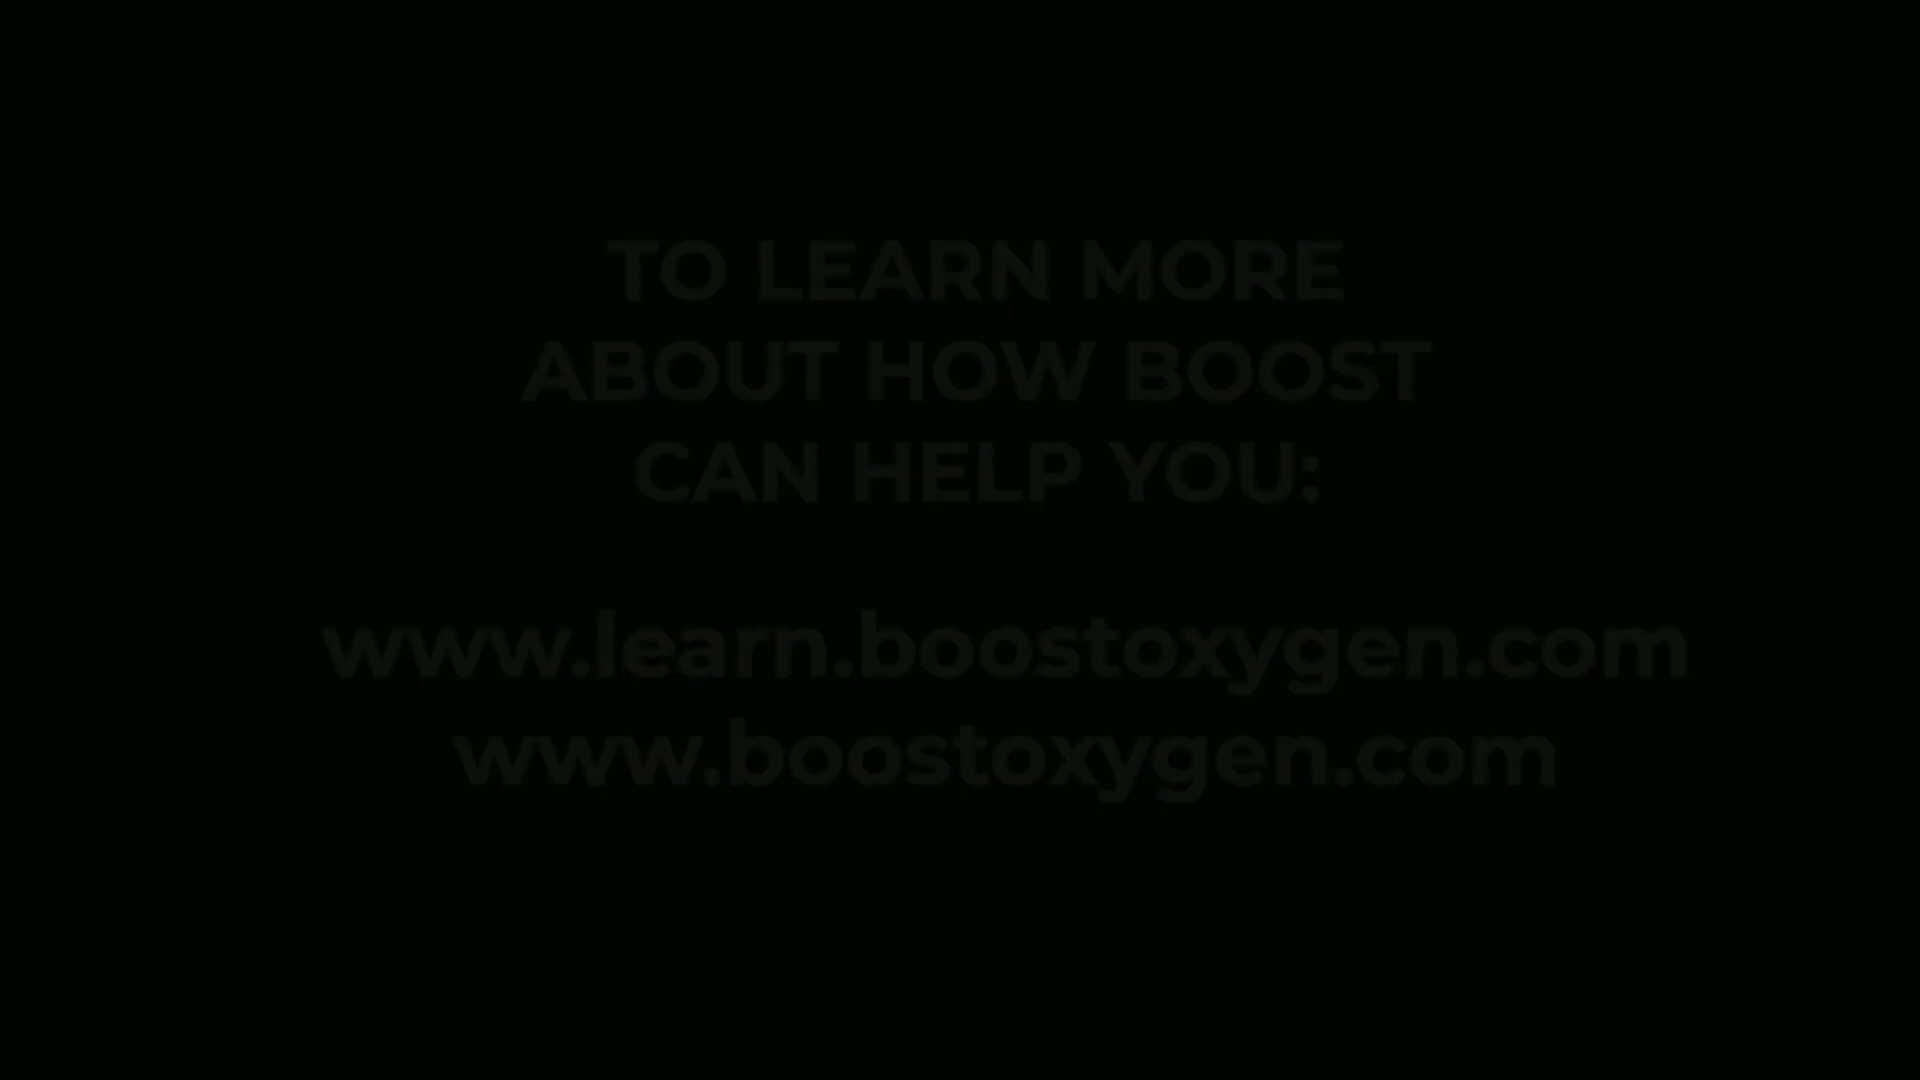 TO LEARN MORE
ABOUT HOW BOOST
CAN HELP YOU:
www.learn.boostoxygen.com
www.boostoxygen.com